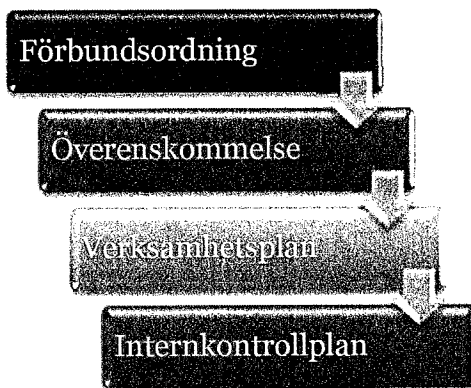 Förbundsordning
Överenskommelse
Verksamhetsplan
Internkontrollplan